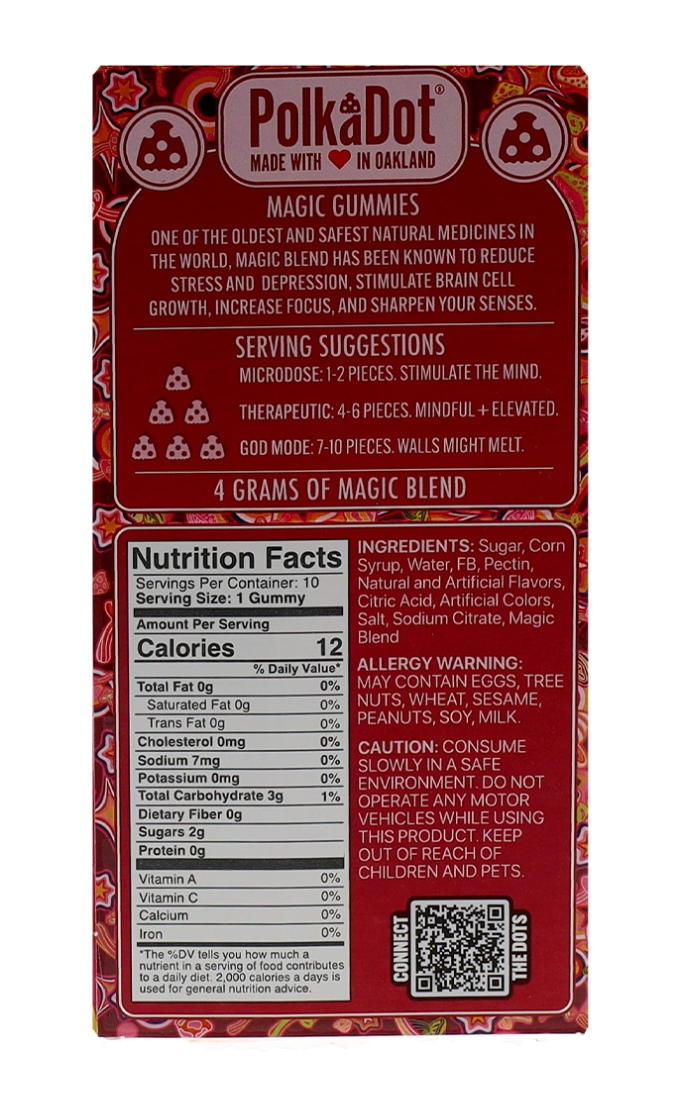 PolkaDot®
MADE WITH ❤ IN OAKLAND
MAGIC GUMMIES
ONE OF THE OLDEST AND SAFEST NATURAL MEDICINES IN
THE WORLD, MAGIC BLEND HAS BEEN KNOWN TO REDUCE
STRESS AND DEPRESSION, STIMULATE BRAIN CELL
GROWTH, INCREASE FOCUS, AND SHARPEN YOUR SENSES.
SERVING SUGGESTIONS
MICRODOSE: 1-2 PIECES. STIMULATE THE MIND.
THERAPEUTIC: 4-6 PIECES. MINDFUL + ELEVATED.
GOD MODE: 7-10 PIECES. WALLS MIGHT MELT.
4 GRAMS OF MAGIC BLEND
Nutrition Facts
Servings Per Container: 10
Serving Size: 1 Gummy
Amount Per Serving
Calories 12
% Daily Value*
Total Fat 0g 0%
Saturated Fat 0g 0%
Trans Fat 0g 0%
Cholesterol 0mg 0%
Sodium 7mg 0%
Potassium 0mg 0%
Total Carbohydrate 3g 1%
Dietary Fiber 0g
Sugars 2g
Protein 0g
Vitamin A 0%
Vitamin C 0%
Calcium 0%
Iron 0%
*The %DV tells you how much a
nutrient in a serving of food contributes
to a daily diet. 2,000 calories a days is
used for general nutrition advice.
INGREDIENTS: Sugar, Corn
Syrup, Water, FB, Pectin,
Natural and Artificial Flavors,
Citric Acid, Artificial Colors,
Salt, Sodium Citrate, Magic
Blend
ALLERGY WARNING:
MAY CONTAIN EGGS, TREE
NUTS, WHEAT, SESAME,
PEANUTS, SOY, MILK.
CAUTION: CONSUME
SLOWLY IN A SAFE
ENVIRONMENT. DO NOT
OPERATE ANY MOTOR
VEHICLES WHILE USING
THIS PRODUCT. KEEP
OUT OF REACH OF
CHILDREN AND PETS.
CONNECT
THE DOTS